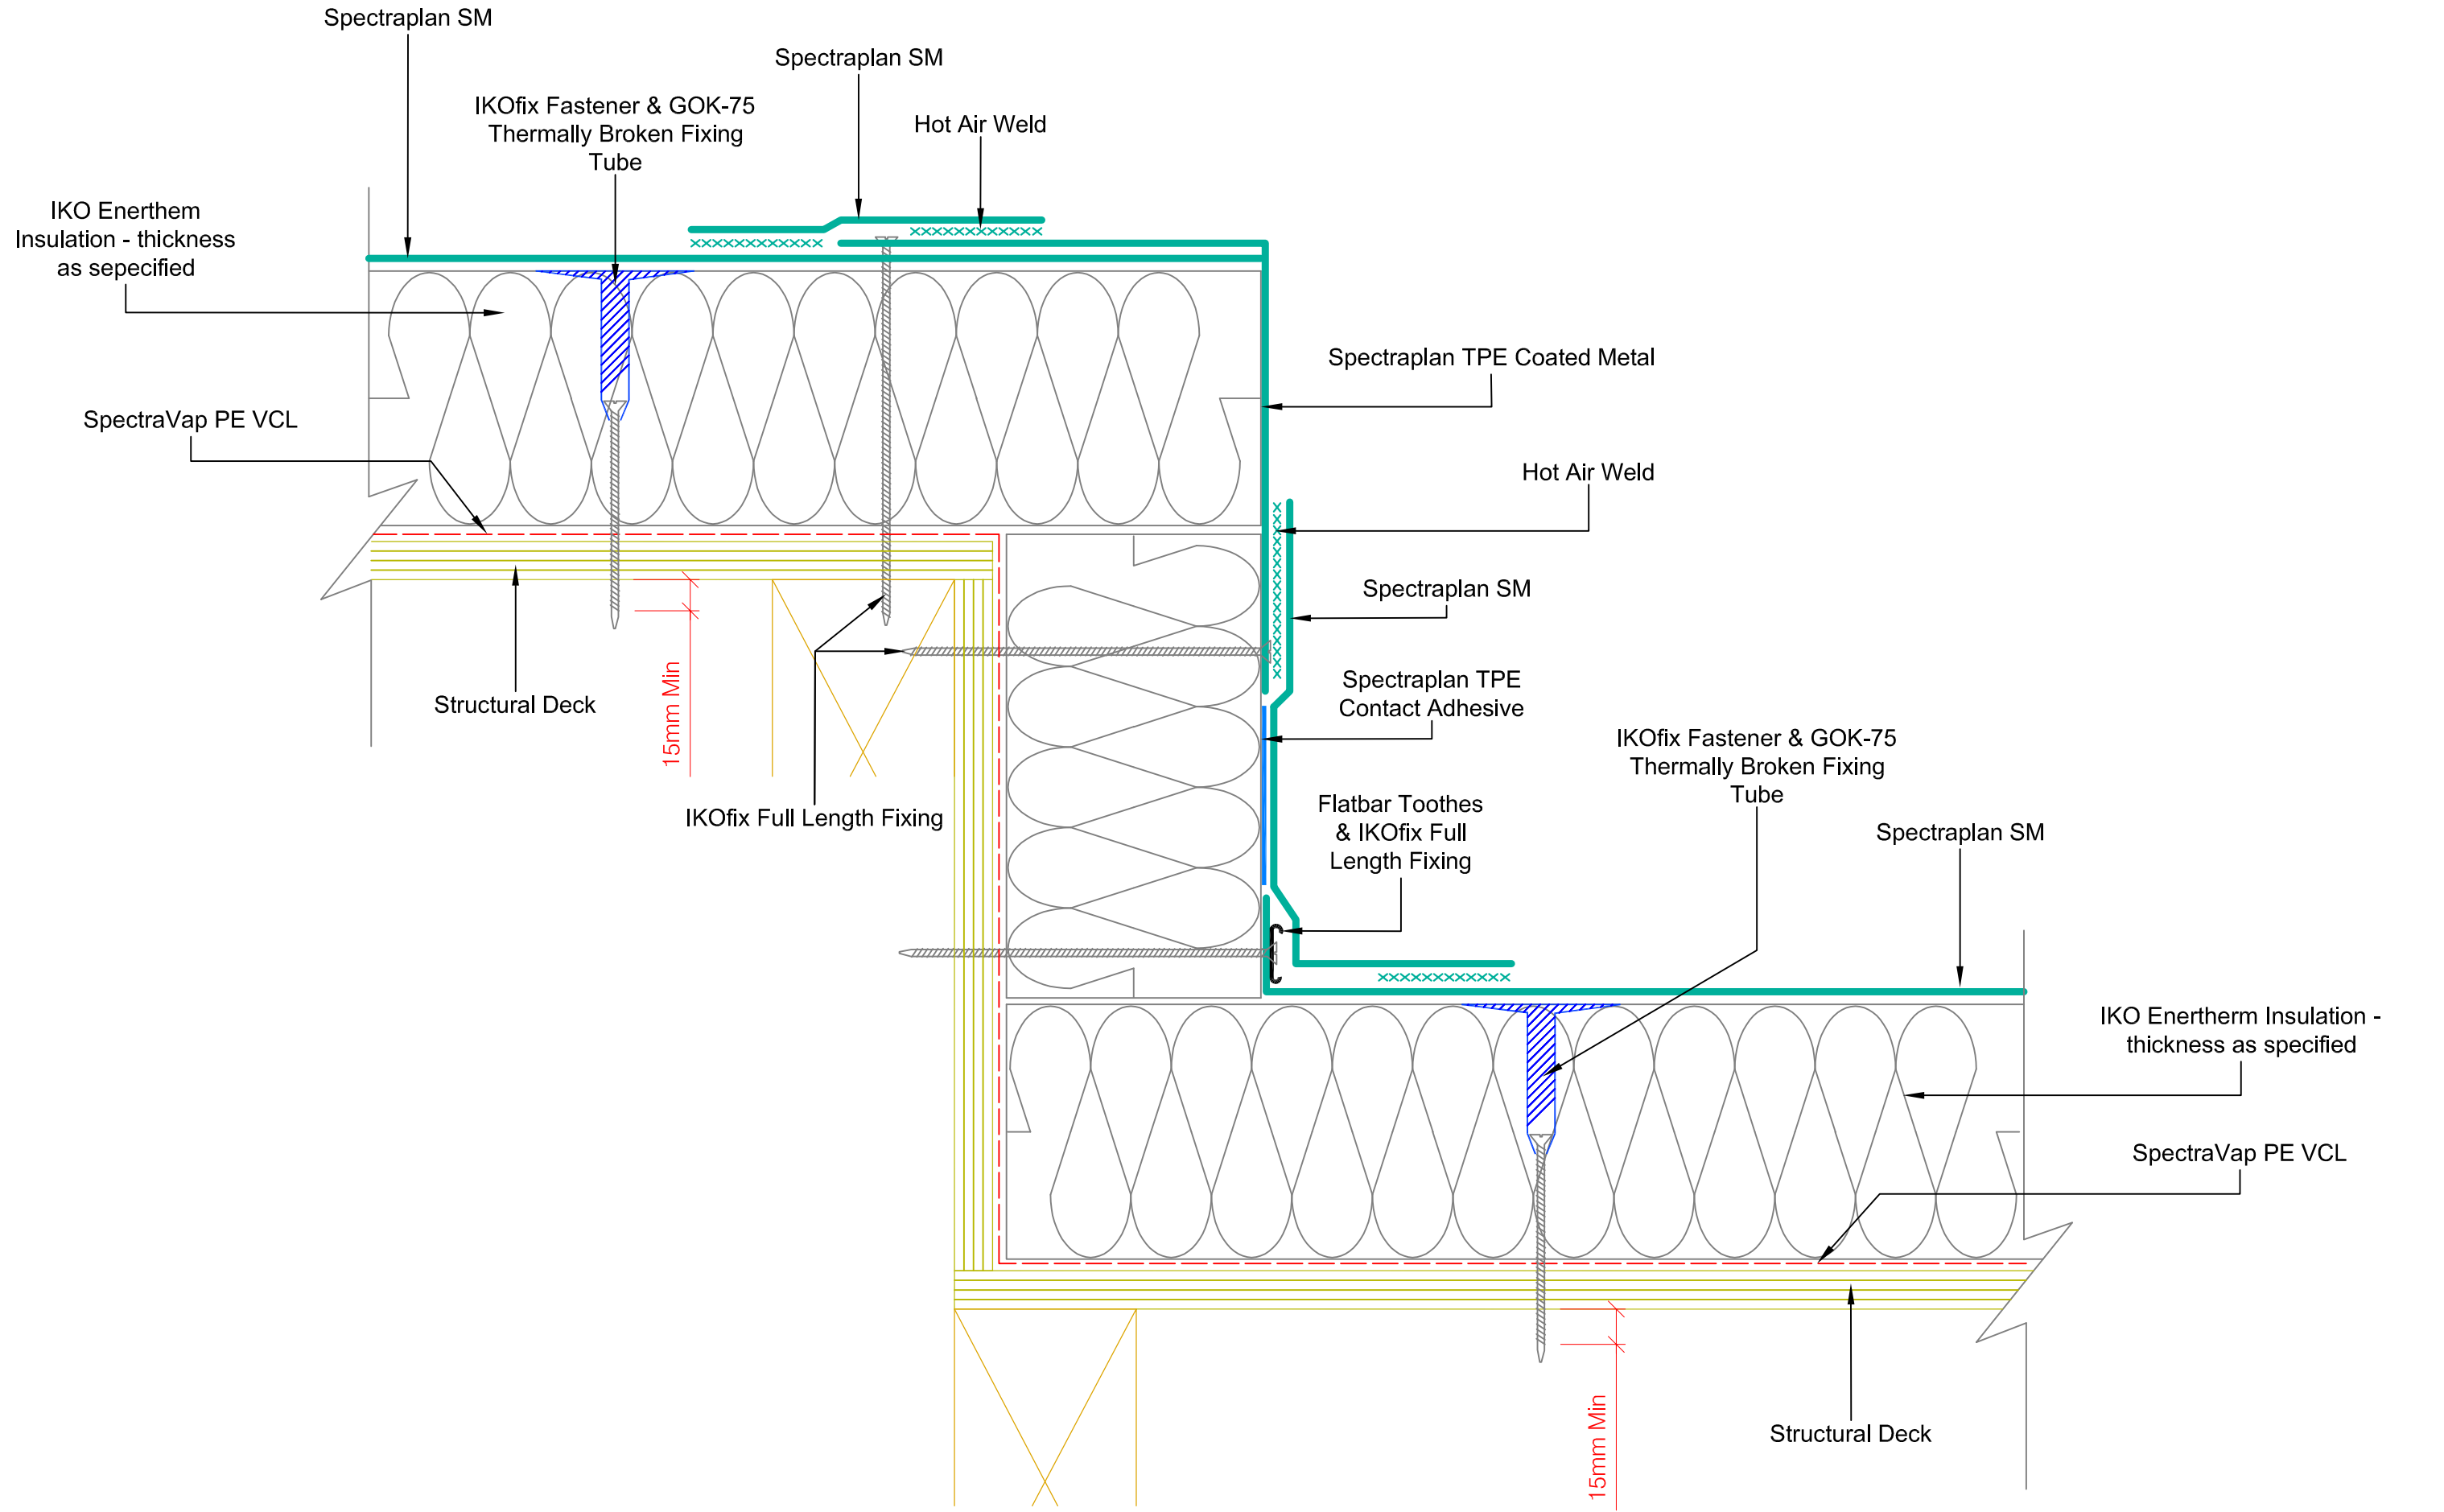 Spectraplan SM
Spectraplan SM
IKOfix Fastener & GOK-75
Thermally Broken Fixing
Tube
Hot Air Weld
IKO Enerthem
Insulation - thickness
as sepecified
Spectraplan TPE Coated Metal
SpectraVap PE VCL
Hot Air Weld
Spectraplan SM
Structural Deck
15mm Min
Spectraplan TPE
Contact Adhesive
IKOfix Full Length Fixing
Flatbar Toothes
& IKOfix Full
Length Fixing
IKOfix Fastener & GOK-75
Thermally Broken Fixing
Tube
Spectraplan SM
IKO Enertherm Insulation -
thickness as specified
SpectraVap PE VCL
Structural Deck
15mm Min